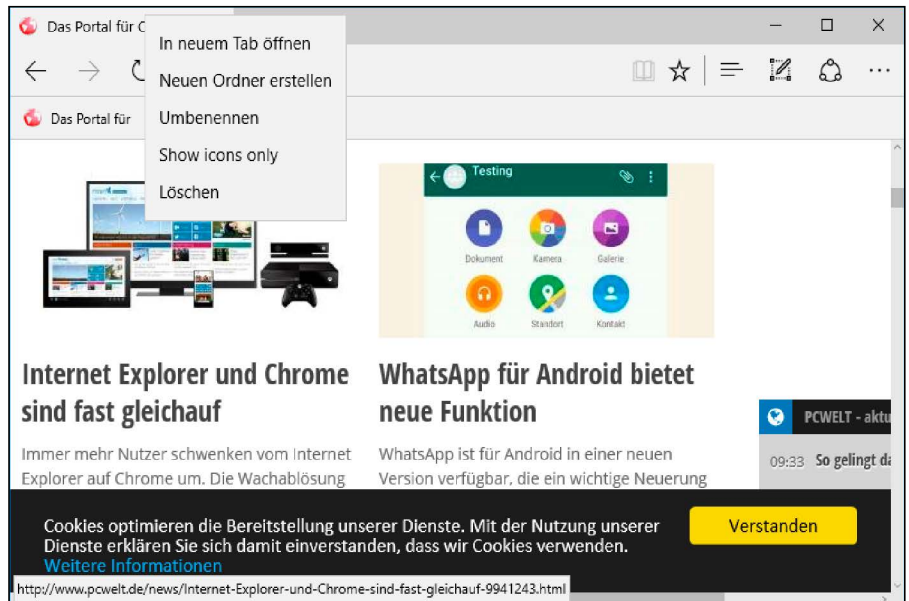 Das Portal für C
In neuem Tab öffnen
Neuen Ordner erstellen
Umbenennen
Show icons only
Löschen
Das Portal für
Testing
Dokument
Kamera
Galerie
Audio
Standort
Kontakt
Internet Explorer und Chrome
sind fast gleichauf
Immer mehr Nutzer schwenken vom Internet
Explorer auf Chrome um. Die Wachablösung
WhatsApp für Android bietet
neue Funktion
WhatsApp ist für Android in einer neuen
Version verfügbar, die ein wichtige Neuerung
PCWELT - aktu
09:33 So gelingt da
Cookies optimieren die Bereitstellung unserer Dienste. Mit der Nutzung unserer
Dienste erklären Sie sich damit einverstanden, dass wir Cookies verwenden.
Weitere Informationen
Verstanden
http://www.pcwelt.de/news/Internet-Explorer-und-Chrome-sind-fast-gleichauf-9941243.html